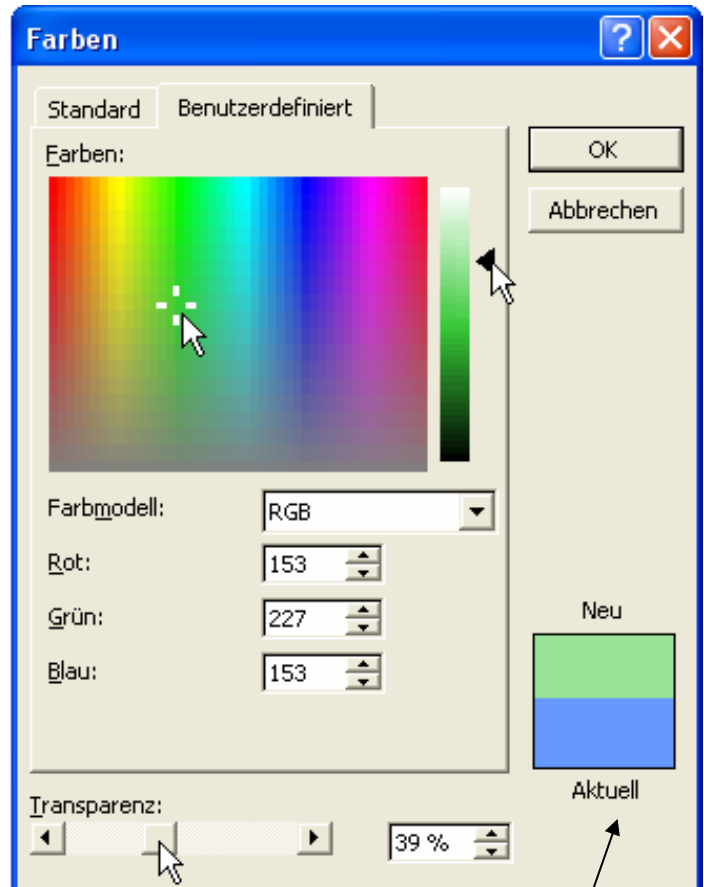 Farben
Standard Benutzerdefiniert
Farben:
OK
Abbrechen
Farbmodell: RGB
Rot: 153
Grün: 227
Blau: 153
Neu
Aktuell
Transparenz:
39 %